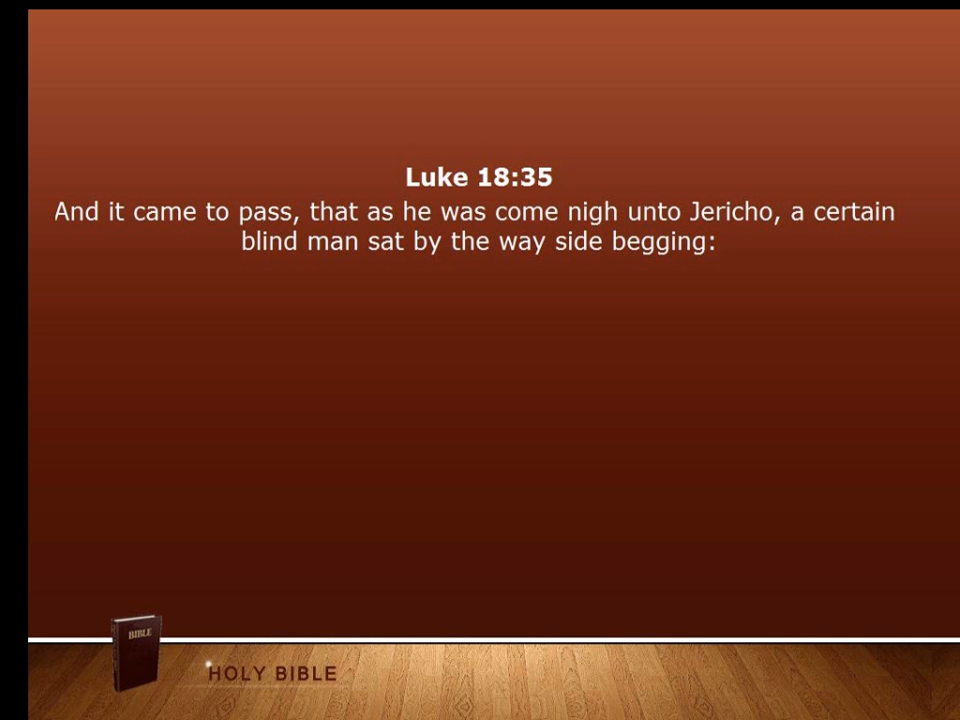 Luke 18:35
And it came to pass, that as he was come nigh unto Jericho, a certain
blind man sat by the way side begging:
BIBLE
HOLY BIBLE